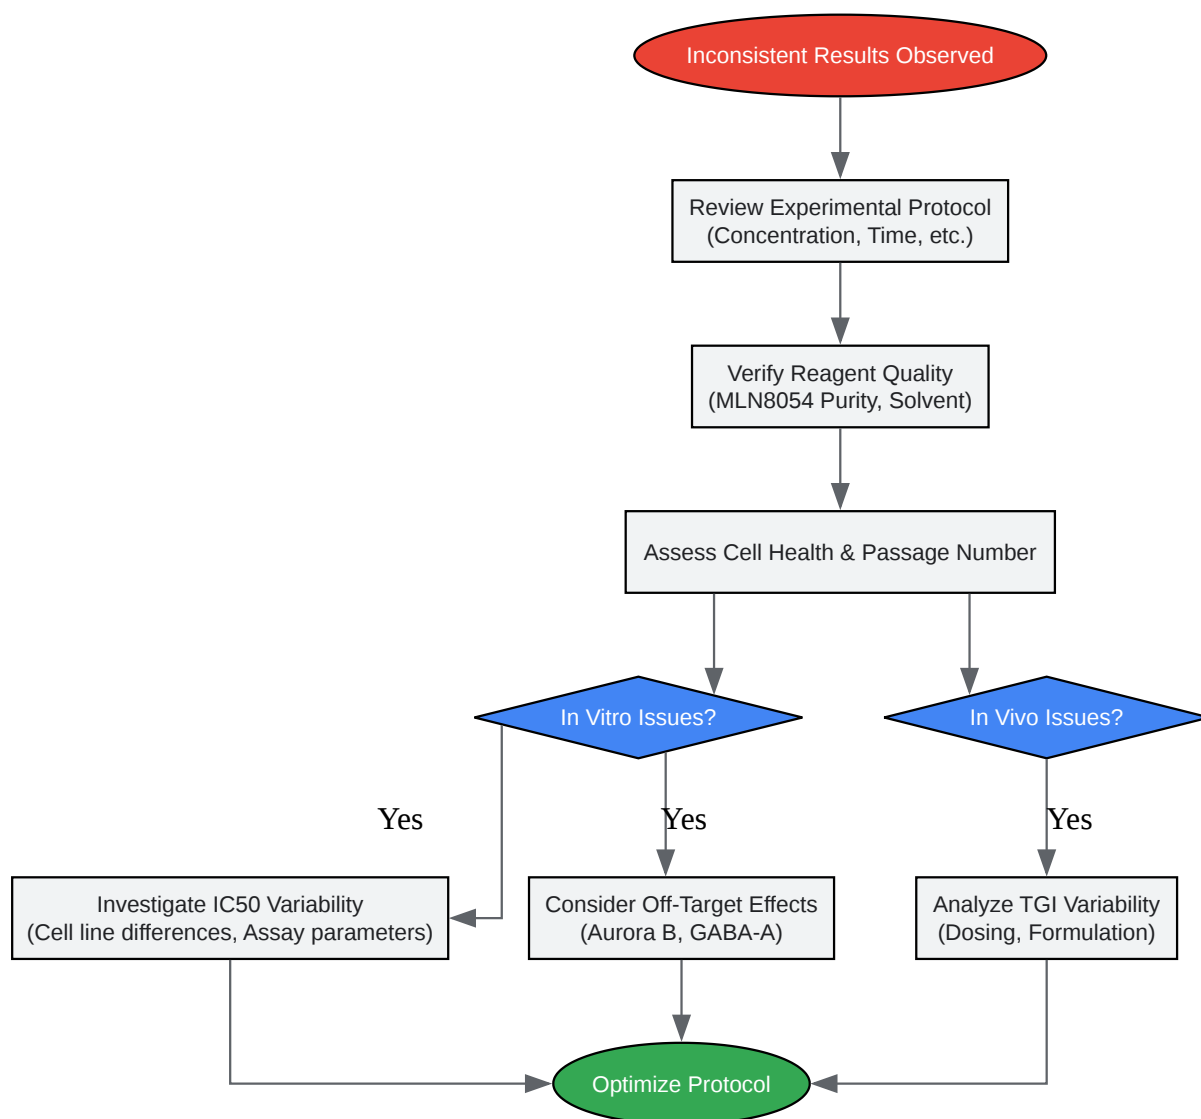 Inconsistent Results Observed
Review Experimental Protocol
(Concentration, Time, etc.)
Verify Reagent Quality
(MLN8054 Purity, Solvent)
Assess Cell Health & Passage Number
In Vitro Issues?
In Vivo Issues?
Yes
Yes
Yes
Investigate IC50 Variability
(Cell line differences, Assay parameters)
Consider Off-Target Effects
(Aurora B, GABA-A)
Analyze TGI Variability
(Dosing, Formulation)
Optimize Protocol